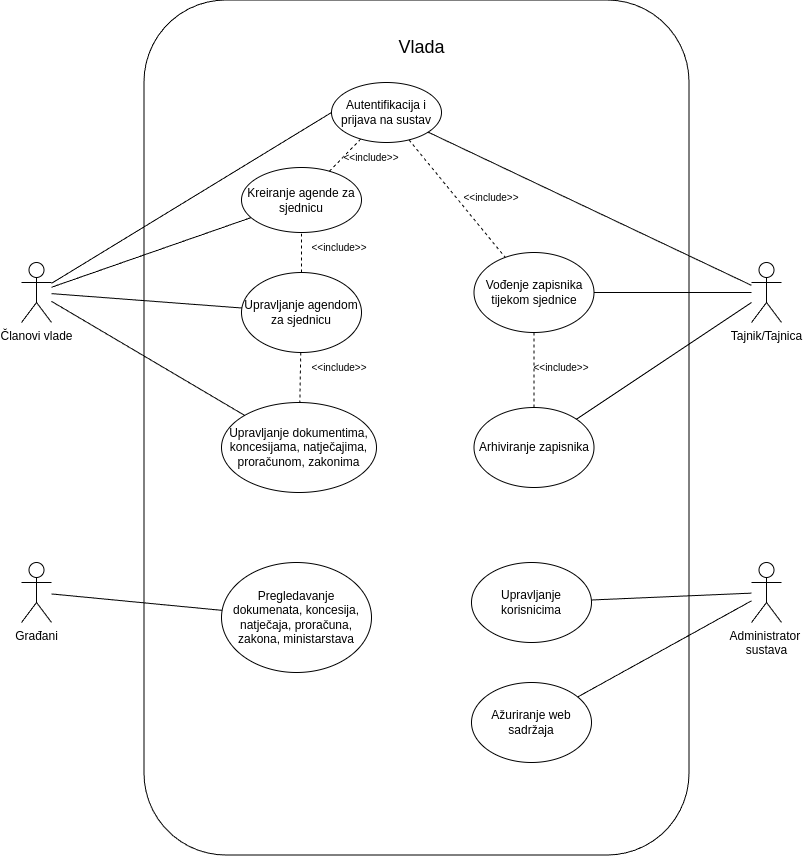 Vlada
Autentifikacija i
prijava na sustav
<<include>>
Kreiranje agende za
sjednicu
<<include>>
<<include>>
Upravljanje agendom
za sjednicu
Vođenje zapisnika
tijekom sjednice
Članovi vlade
Tajnik/Tajnica
<<include>>
<<include>>
Upravljanje dokumentima,
koncesijama, natječajima,
proračunom, zakonima
Arhiviranje zapisnika
Građani
Pregledavanje
dokumenata, koncesija,
natječaja, proračuna,
zakona, ministarstava
Upravljanje
korisnicima
Administrator
sustava
Ažuriranje web
sadržaja